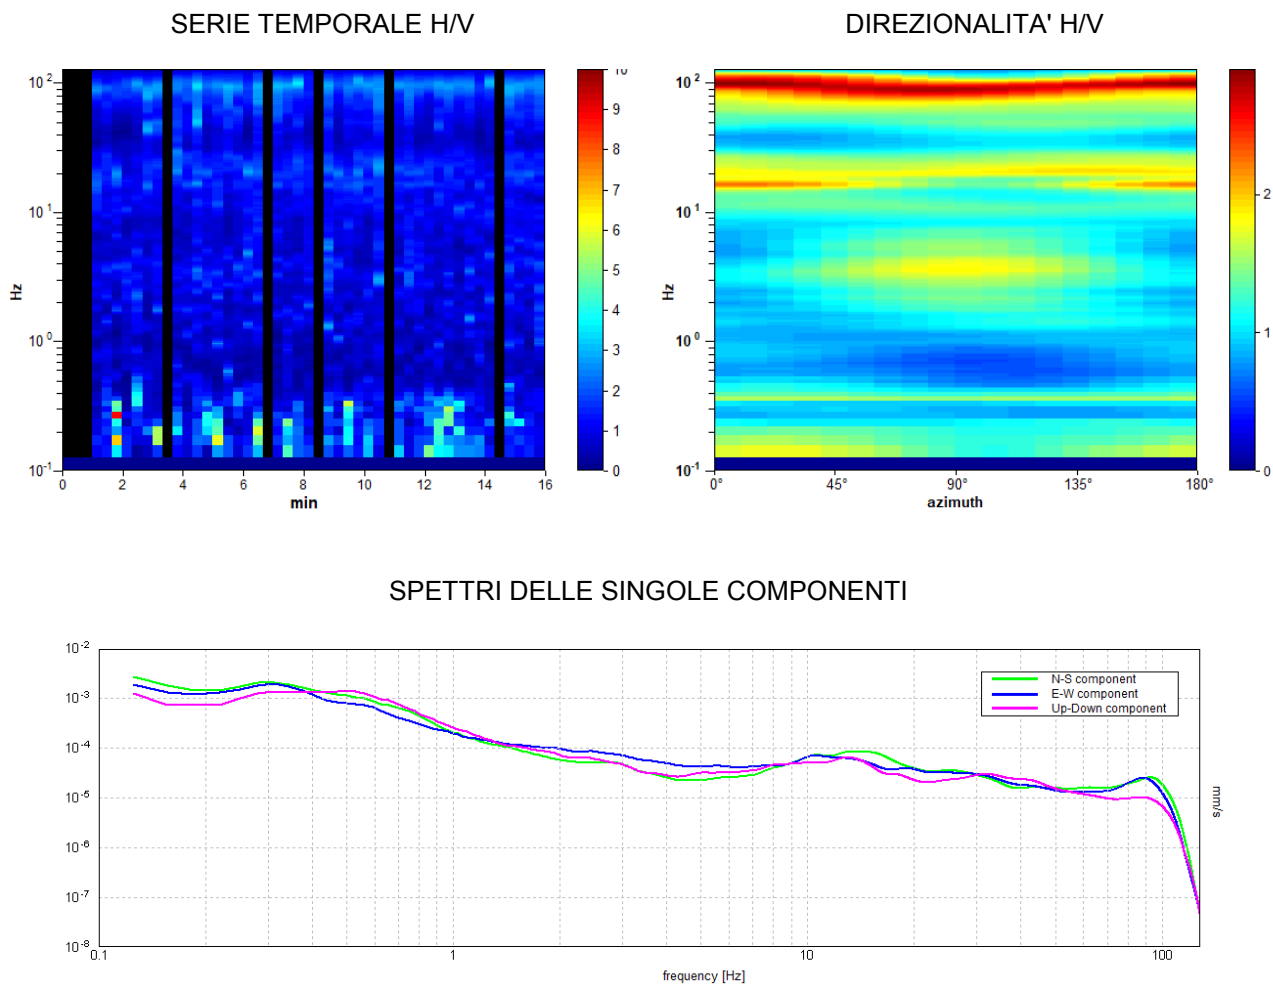 SERIE TEMPORALE H/V
DIREZIONALITA' H/V
10²
10¹
10⁰
10⁻¹
Hz
0 2 4 6 8 10 12 14 16
min
10
9
8
7
6
5
4
3
2
1
0
10²
10¹
10⁰
10⁻¹
Hz
0° 45° 90° 135° 180°
azimuth
2
1
0
SPETTRI DELLE SINGOLE COMPONENTI
10⁻²
10⁻³
10⁻⁴
10⁻⁵
10⁻⁶
10⁻⁷
10⁻⁸
N-S component
E-W component
Up-Down component
mm/s
0.1 1 10 100
frequency [Hz]